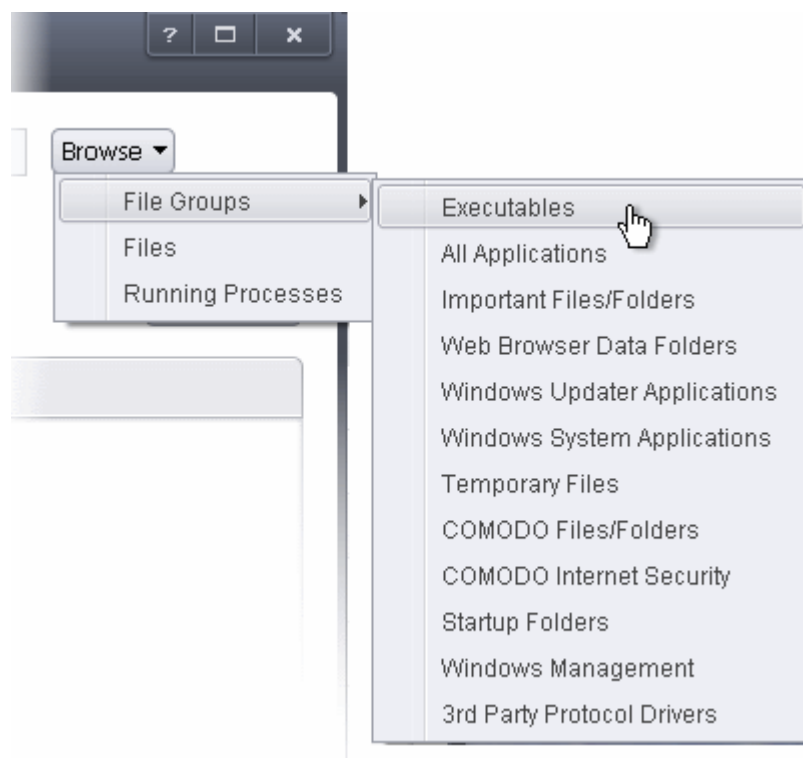 ?
Browse
File Groups
Files
Running Processes
Executables
All Applications
Important Files/Folders
Web Browser Data Folders
Windows Updater Applications
Windows System Applications
Temporary Files
COMODO Files/Folders
COMODO Internet Security
Startup Folders
Windows Management
3rd Party Protocol Drivers